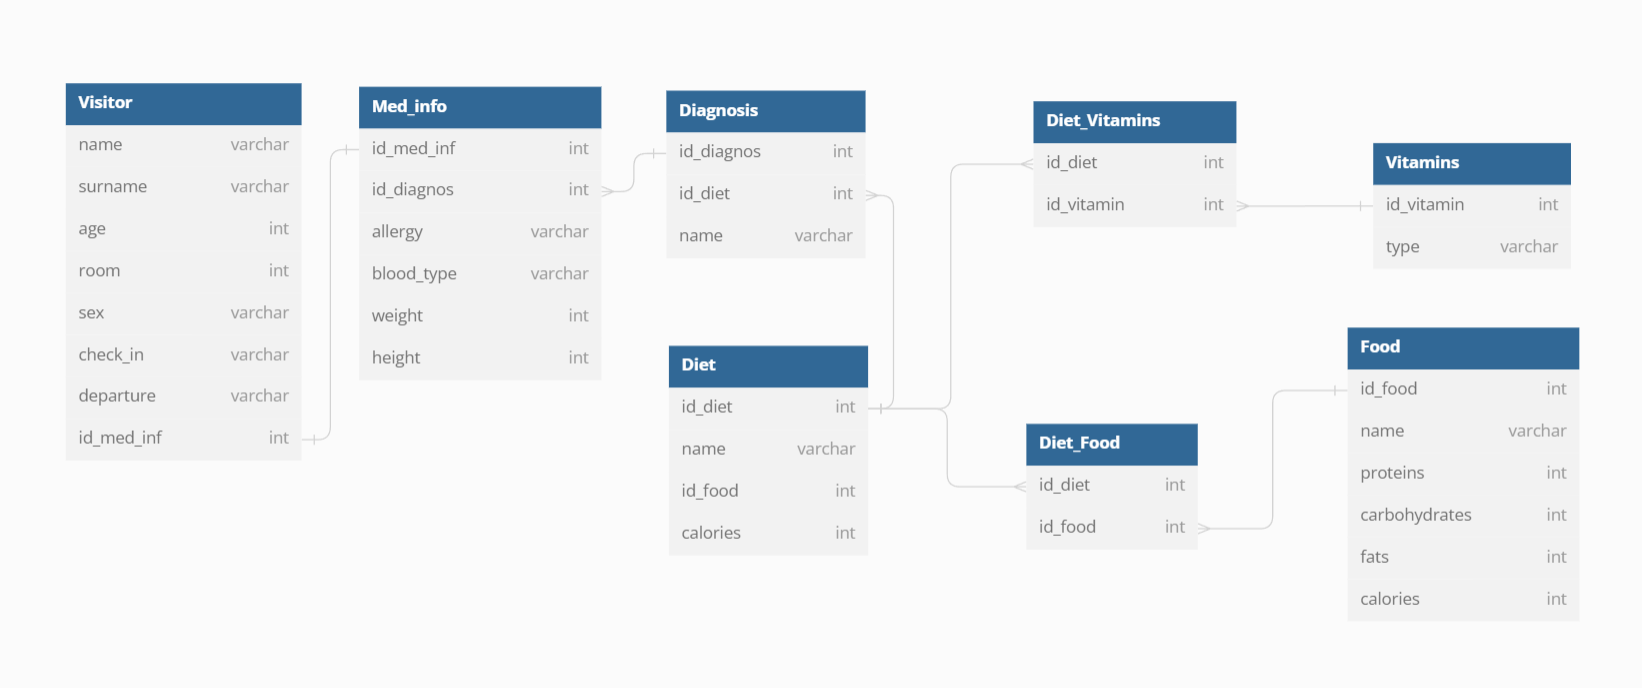 Visitor
name varchar
surname varchar
age int
room int
sex varchar
check_in varchar
departure varchar
id_med_inf int
Med_info
id_med_inf int
id_diagnos int
allergy varchar
blood_type varchar
weight int
height int
Diagnosis
id_diagnos int
id_diet int
name varchar
Diet
id_diet int
name varchar
id_food int
calories int
Diet_Vitamins
id_diet int
id_vitamin int
Diet_Food
id_diet int
id_food int
Vitamins
id_vitamin int
type varchar
Food
id_food int
name varchar
proteins int
carbohydrates int
fats int
calories int